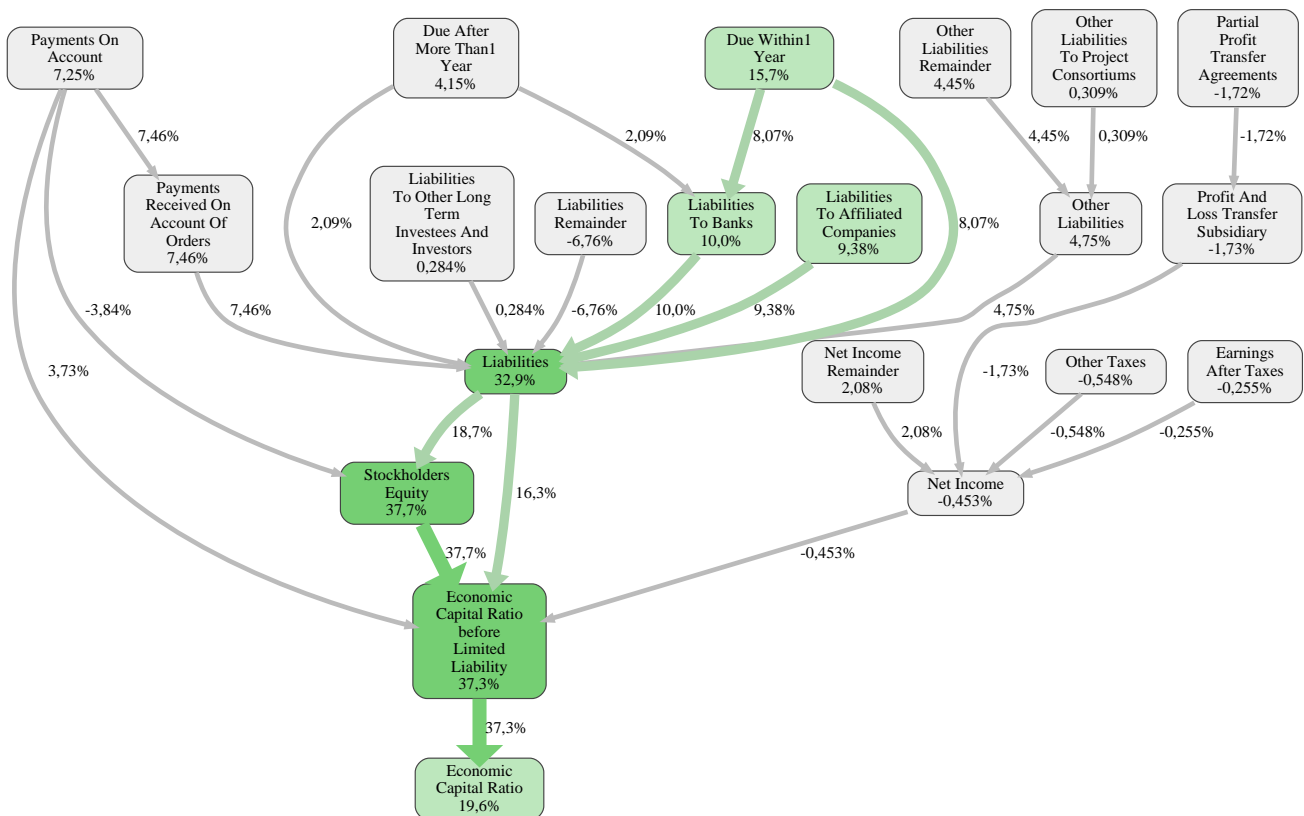 Payments On
Account
7,25%
Due After
More Than1
Year
4,15%
Due Within1
Year
15,7%
Other
Liabilities
Remainder
4,45%
Other
Liabilities
To Project
Consortiums
0,309%
Partial
Profit
Transfer
Agreements
-1,72%
7,46%
2,09%
8,07%
4,45%
0,309%
-1,72%
Payments
Received On
Account Of
Orders
7,46%
2,09%
Liabilities
To Other Long
Term
Investees And
Investors
0,284%
Liabilities
Remainder
-6,76%
Liabilities
To Banks
10,0%
Liabilities
To Affiliated
Companies
9,38%
8,07%
Other
Liabilities
4,75%
Profit And
Loss Transfer
Subsidiary
-1,73%
-3,84%
7,46%
0,284%
-6,76%
10,0%
9,38%
4,75%
3,73%
Liabilities
32,9%
Net Income
Remainder
2,08%
-1,73%
Other Taxes
-0,548%
Earnings
After Taxes
-0,255%
18,7%
2,08%
-0,548%
-0,255%
Stockholders
Equity
37,7%
16,3%
Net Income
-0,453%
37,7%
-0,453%
Economic
Capital Ratio
before
Limited
Liability
37,3%
37,3%
Economic
Capital Ratio
19,6%